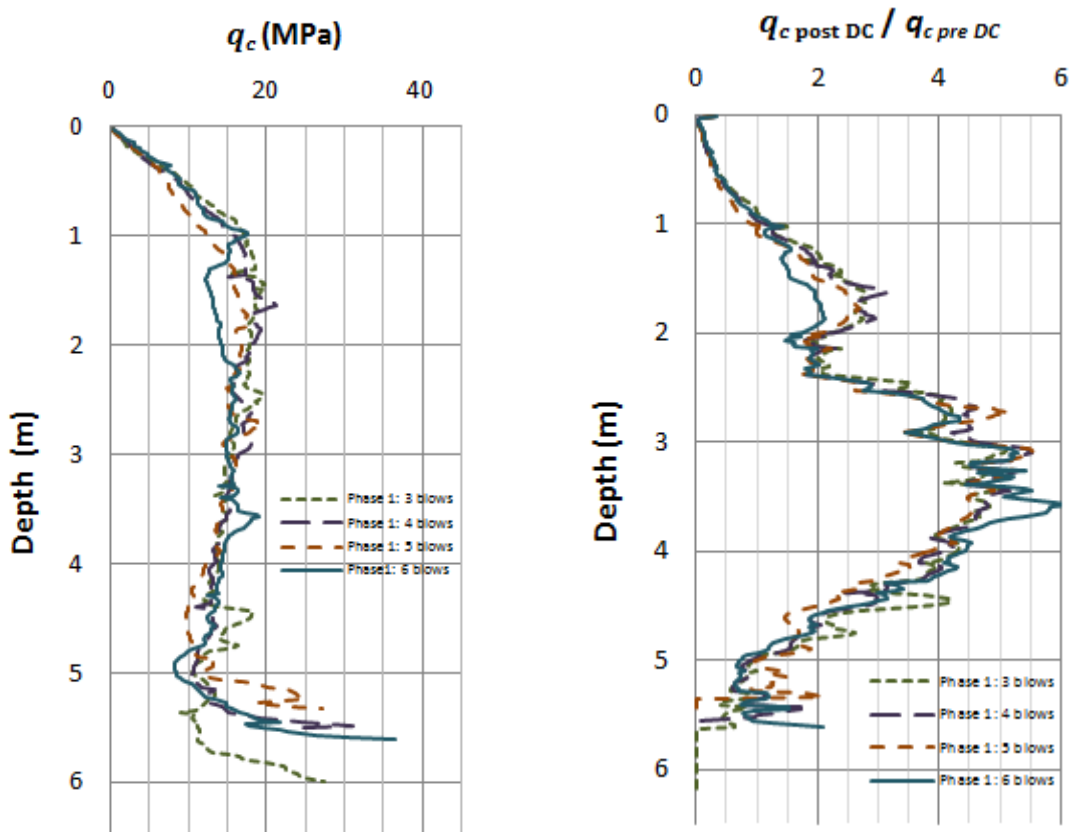 q_c (MPa)
0 20 40
0
1
2
3
4
5
6
Depth (m)
Phase 1: 3 blows
Phase 1: 4 blows
Phase 1: 5 blows
Phase1: 6 blows
q_c post DC / q_c pre DC
0 2 4 6
0
1
2
3
4
5
6
Depth (m)
Phase 1: 3 blows
Phase 1: 4 blows
Phase 1: 5 blows
Phase 1: 6 blows